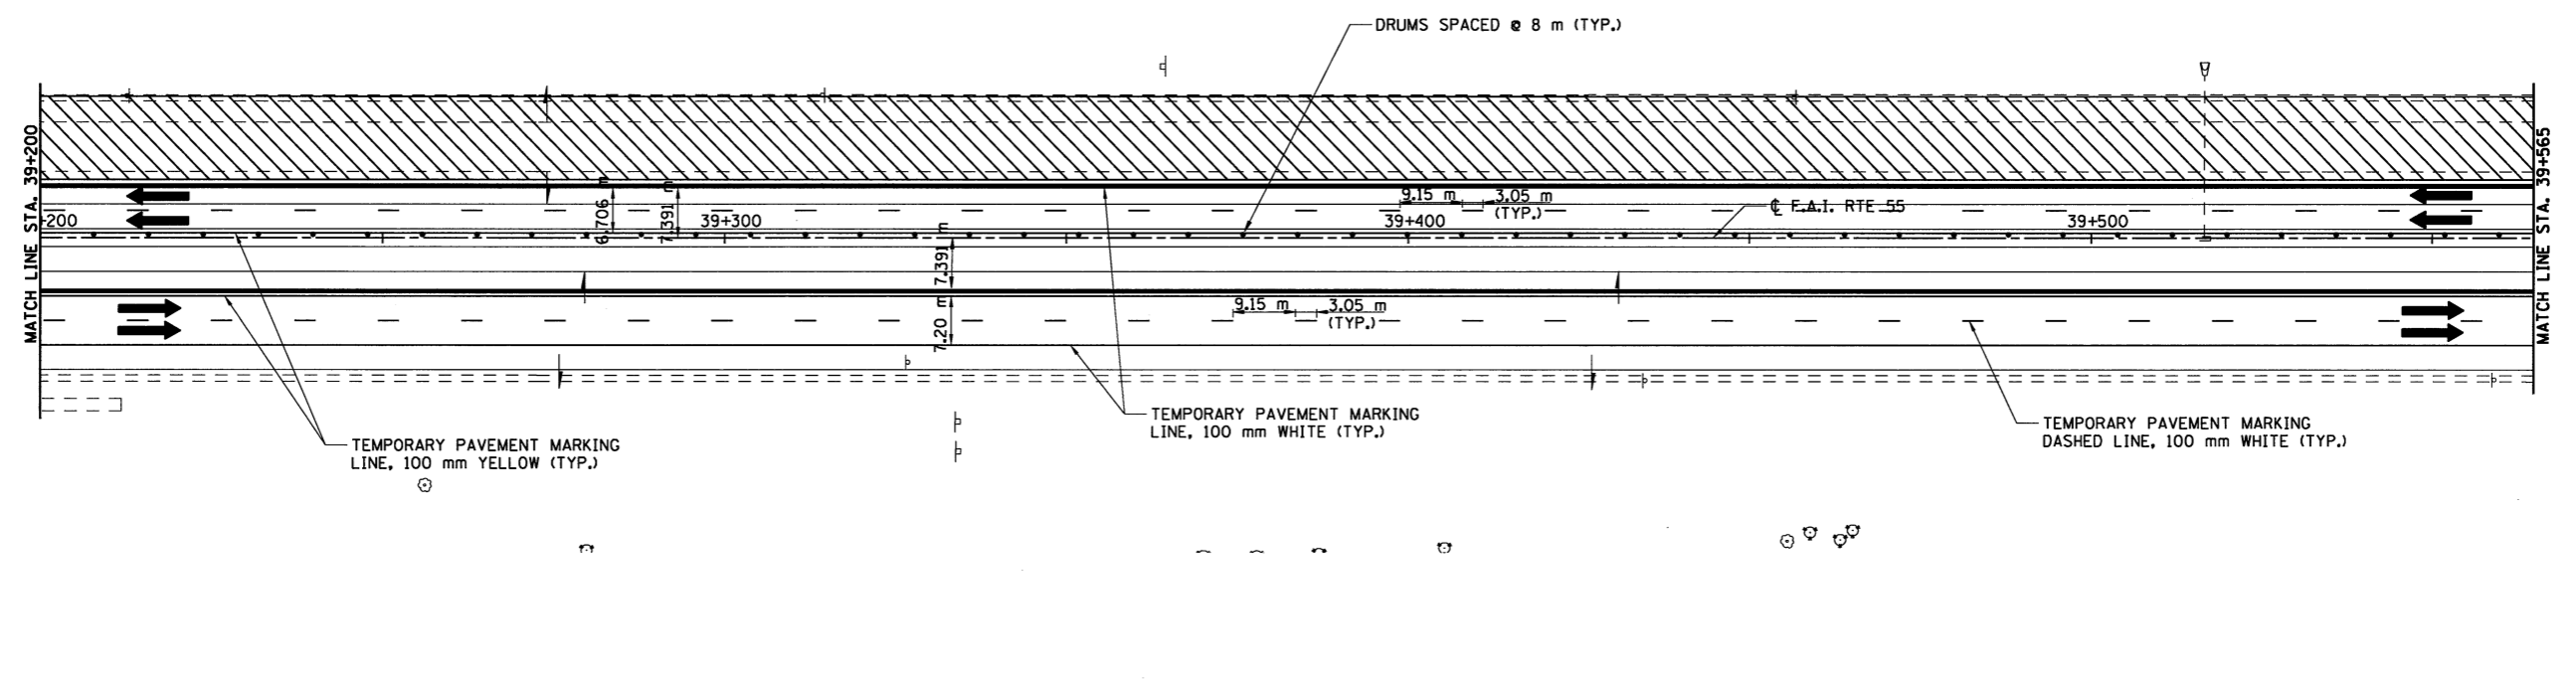 DRUMS SPACED @ 8 m (TYP.)
MATCH LINE STA. 39+200
MATCH LINE STA. 39+565
+200
6.706 m
7.391 m
39+300
9.15 m
3.05 m
(TYP.)
39+400
℄ F.A.I. RTE 55
39+500
7.391 m
7.20 m
9.15 m
3.05 m
(TYP.)
TEMPORARY PAVEMENT MARKING
LINE, 100 mm YELLOW (TYP.)
TEMPORARY PAVEMENT MARKING
LINE, 100 mm WHITE (TYP.)
TEMPORARY PAVEMENT MARKING
DASHED LINE, 100 mm WHITE (TYP.)